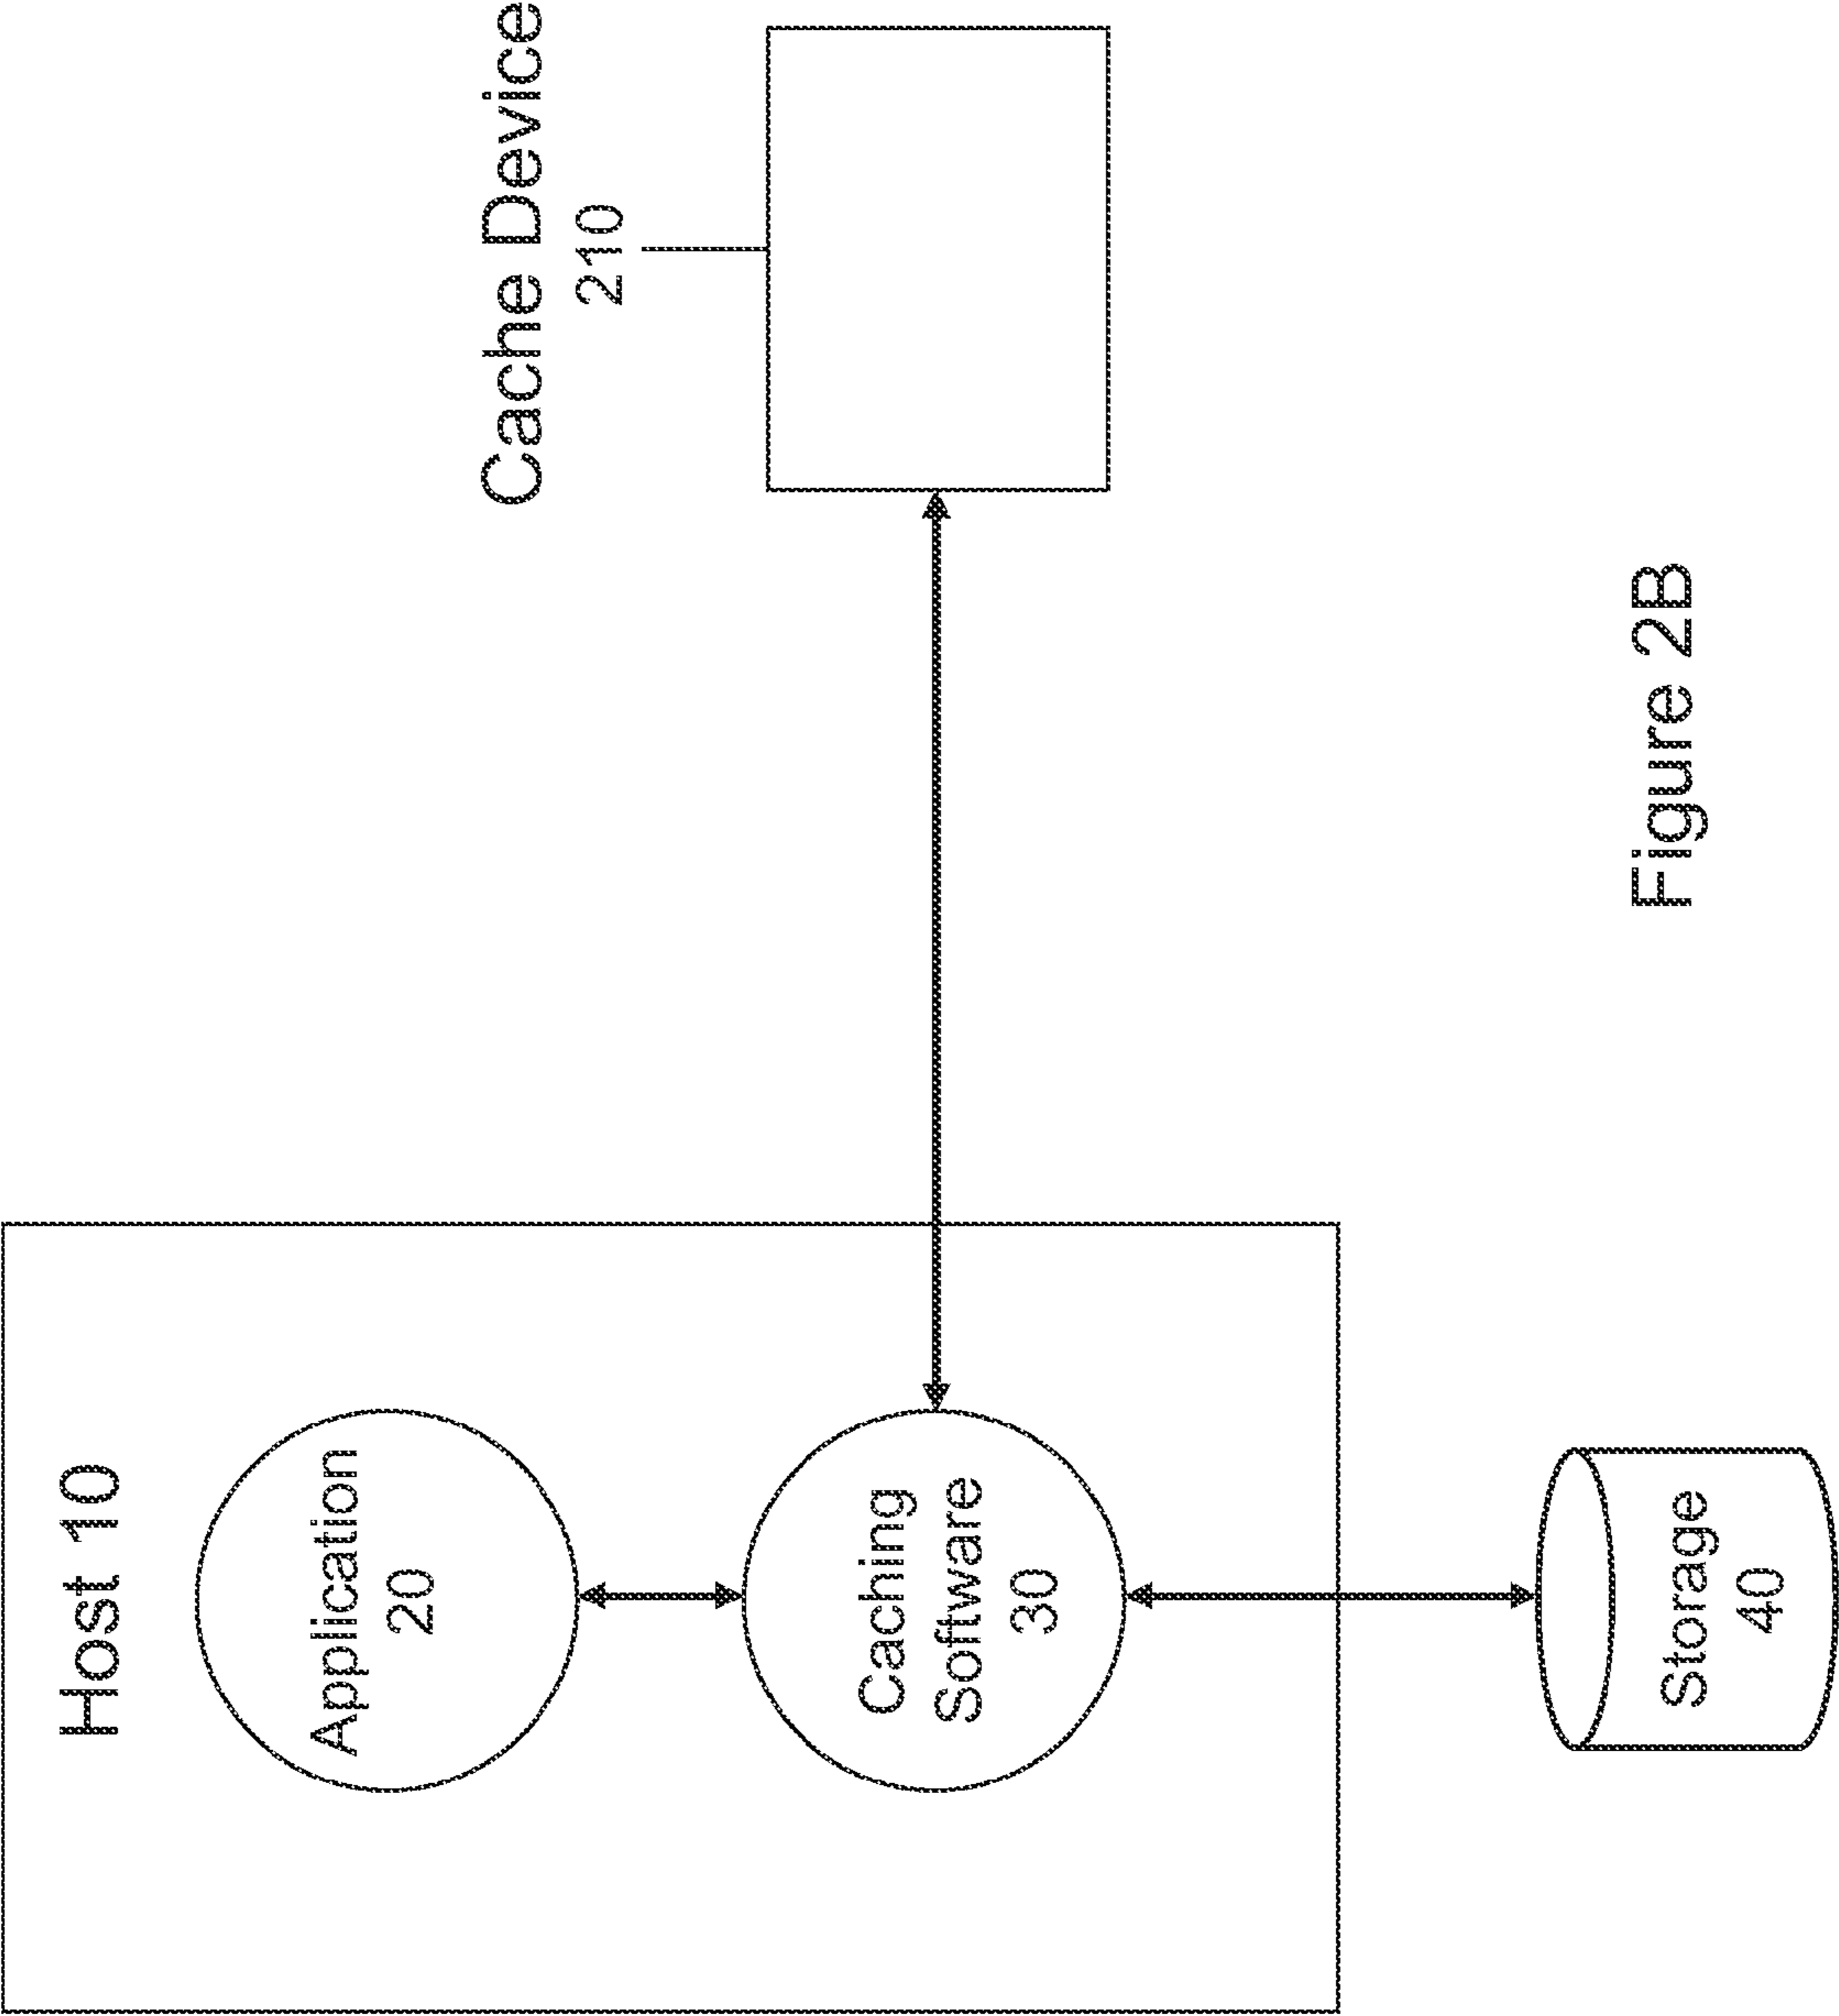 Host 10
Application
20
Caching
Software
30
Storage
40
Cache Device
210
Figure 2B